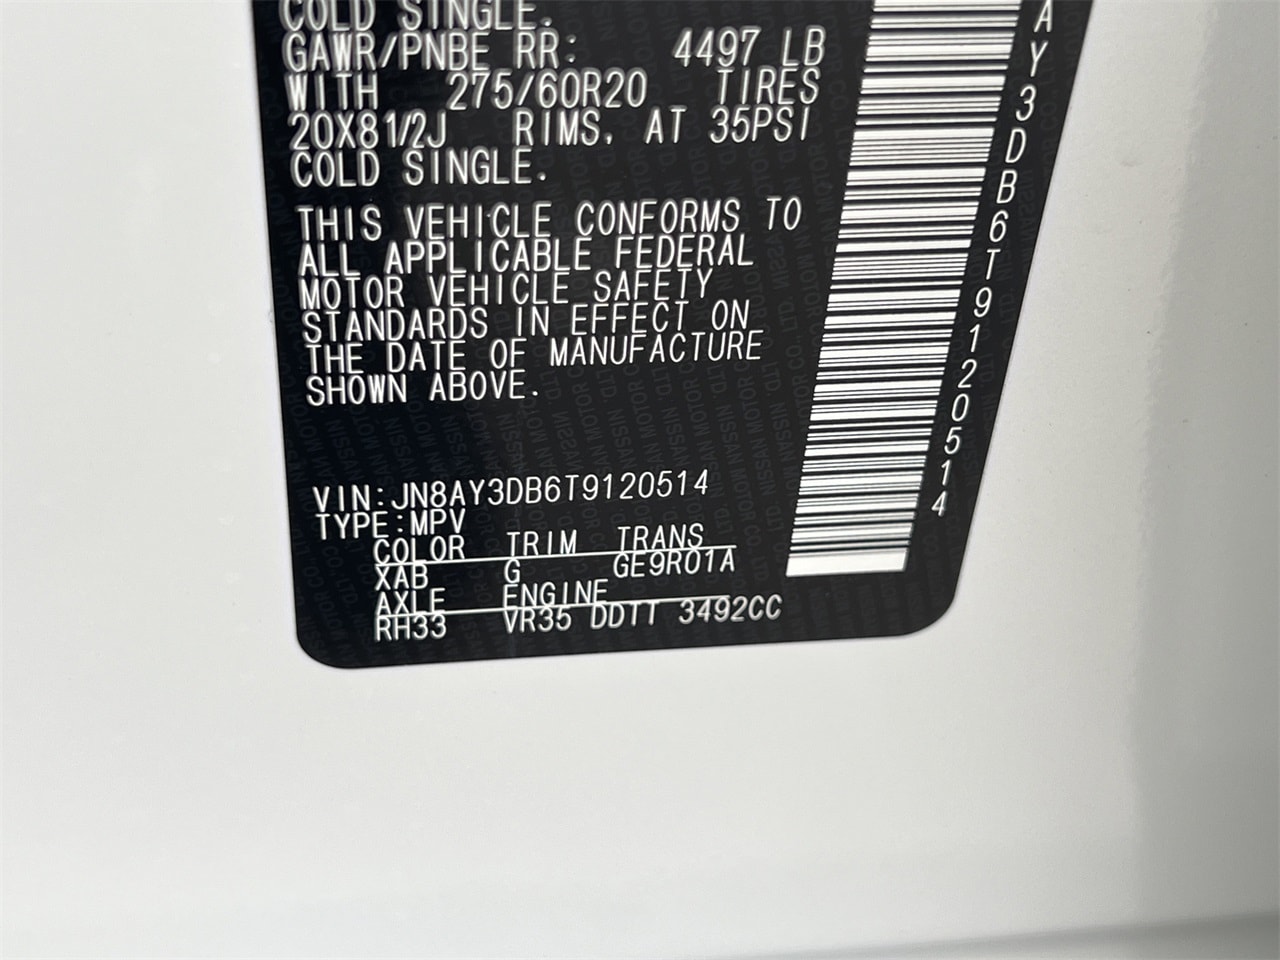 COLD SINGLE.
GAWR/PNBE RR: 4497 LB
WITH 275/60R20 TIRES
20X81/2J RIMS, AT 35PSI
COLD SINGLE.
THIS VEHICLE CONFORMS TO
ALL APPLICABLE FEDERAL
MOTOR VEHICLE SAFETY
STANDARDS IN EFFECT ON
THE DATE OF MANUFACTURE
SHOWN ABOVE.
VIN:JN8AY3DB6T9120514
TYPE:MPV
COLOR TRIM TRANS
XAB G GE9R01A
AXLE ENGINE
RH33 VR35 DDTT 3492CC
AY3DB6T9120514